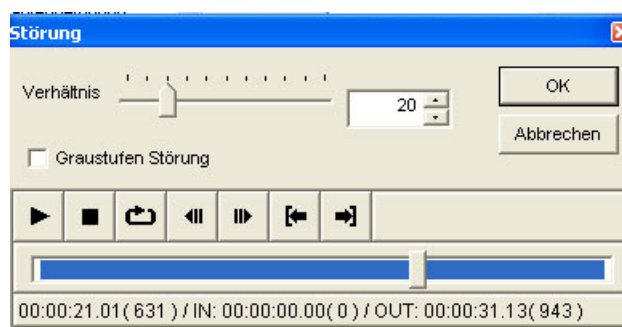 Störung
Verhältnis
20
OK
Abbrechen
Graustufen Störung
00:00:21.01( 631 ) / IN: 00:00:00.00( 0 ) / OUT: 00:00:31.13( 943 )